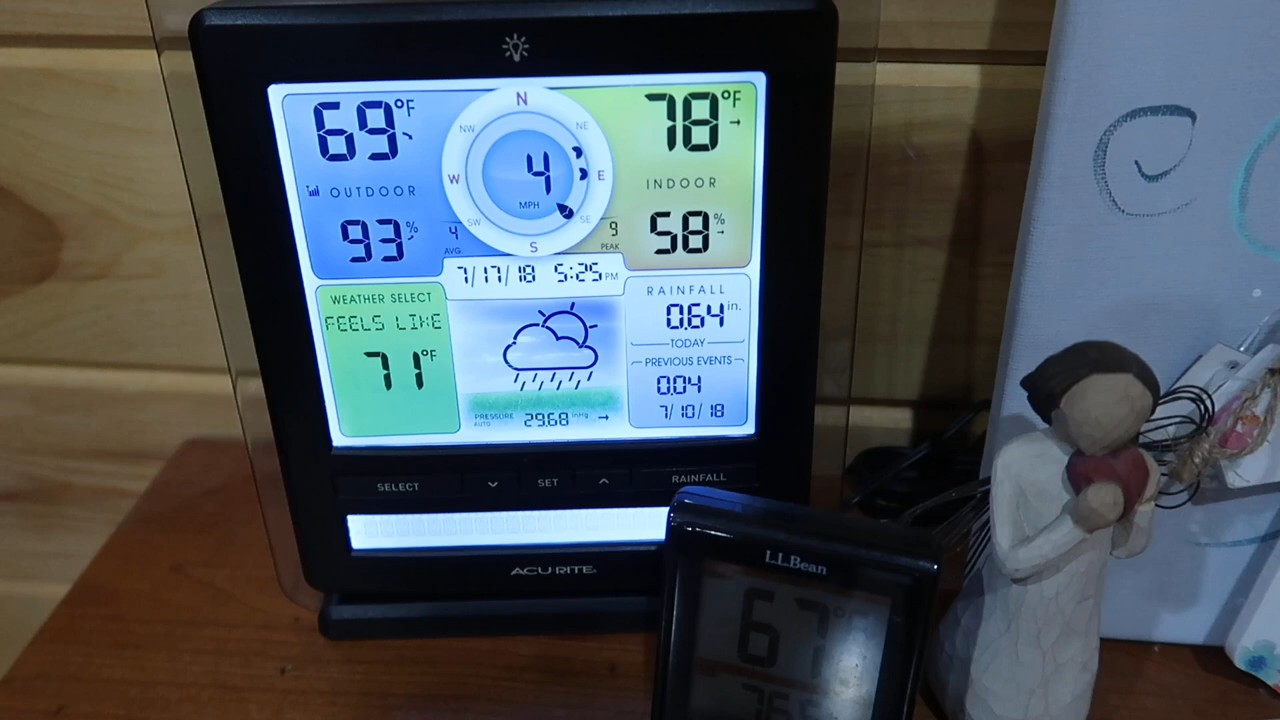 N
69°F
NW
NE
78°F
W
4
E
MPH
OUTDOOR
INDOOR
SW
SE
93%
4
AVG.
S
9
PEAK
58%
7/17/18 5:25 PM
WEATHER SELECT
FEELS LIKE
71°F
RAINFALL
0.64 in.
TODAY
PREVIOUS EVENTS
0.04
7/10/18
PRESSURE
AUTO
29.68 inHg
SELECT
SET
RAINFALL
ACURITE
L.L.Bean
67°